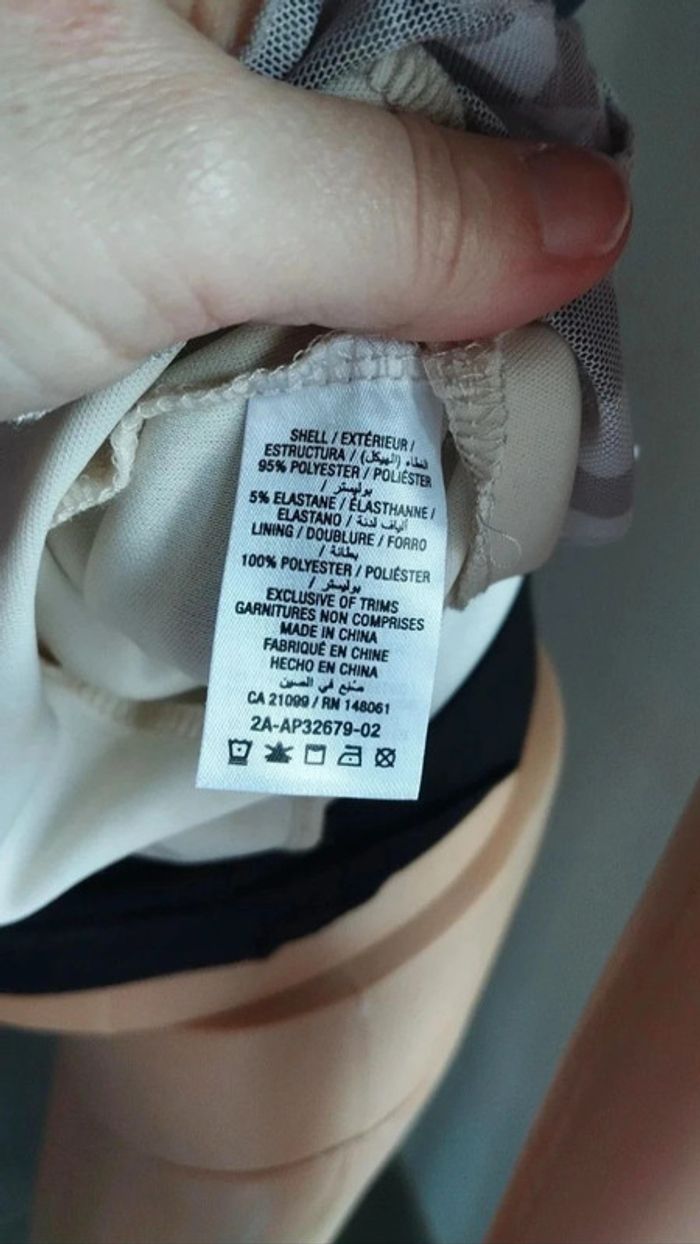 SHELL / EXTÉRIEUR /
ESTRUCTURA / الغطاء (الهيكل)
95% POLYESTER / POLIÉSTER
/ بوليستر
5% ELASTANE / ÉLASTHANNE /
ELASTANO / ألياف لدنة
LINING / DOUBLURE / FORRO
/ بطانة
100% POLYESTER / POLIÉSTER
/ بوليستر
EXCLUSIVE OF TRIMS
GARNITURES NON COMPRISES
MADE IN CHINA
FABRIQUÉ EN CHINE
HECHO EN CHINA
صنع في الصين
CA 21099 / RN 148061
2A-AP32679-02